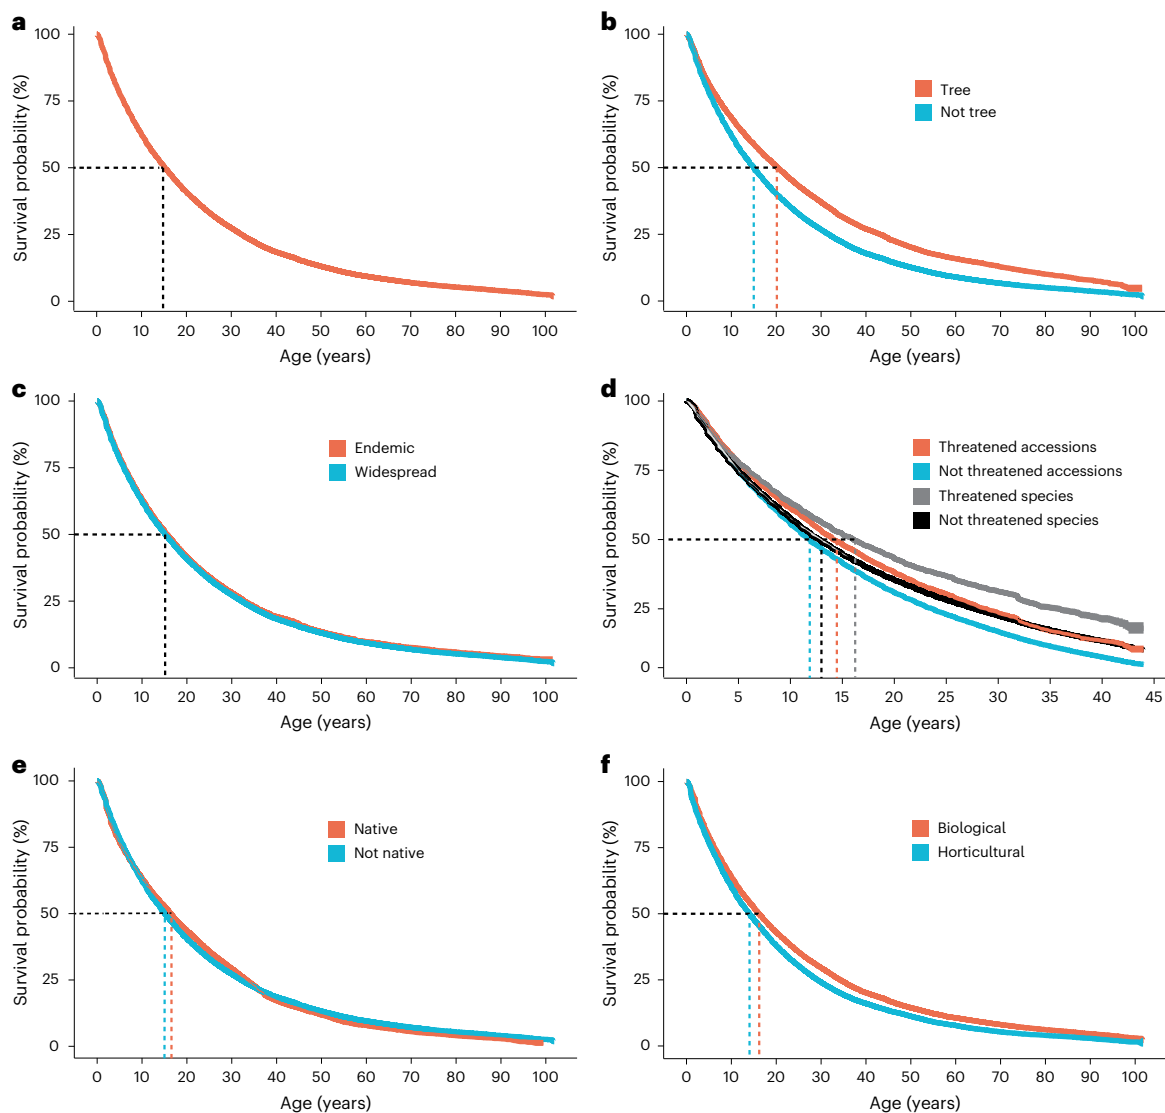 a
100
75
50
25
0
Survival probability (%)
0 10 20 30 40 50 60 70 80 90 100
Age (years)
b
100
75
50
25
0
Survival probability (%)
Tree
Not tree
0 10 20 30 40 50 60 70 80 90 100
Age (years)
c
100
75
50
25
0
Survival probability (%)
Endemic
Widespread
0 10 20 30 40 50 60 70 80 90 100
Age (years)
d
100
75
50
25
0
Survival probability (%)
Threatened accessions
Not threatened accessions
Threatened species
Not threatened species
0 5 10 15 20 25 30 35 40 45
Age (years)
e
100
75
50
25
0
Survival probability (%)
Native
Not native
0 10 20 30 40 50 60 70 80 90 100
Age (years)
f
100
75
50
25
0
Survival probability (%)
Biological
Horticultural
0 10 20 30 40 50 60 70 80 90 100
Age (years)